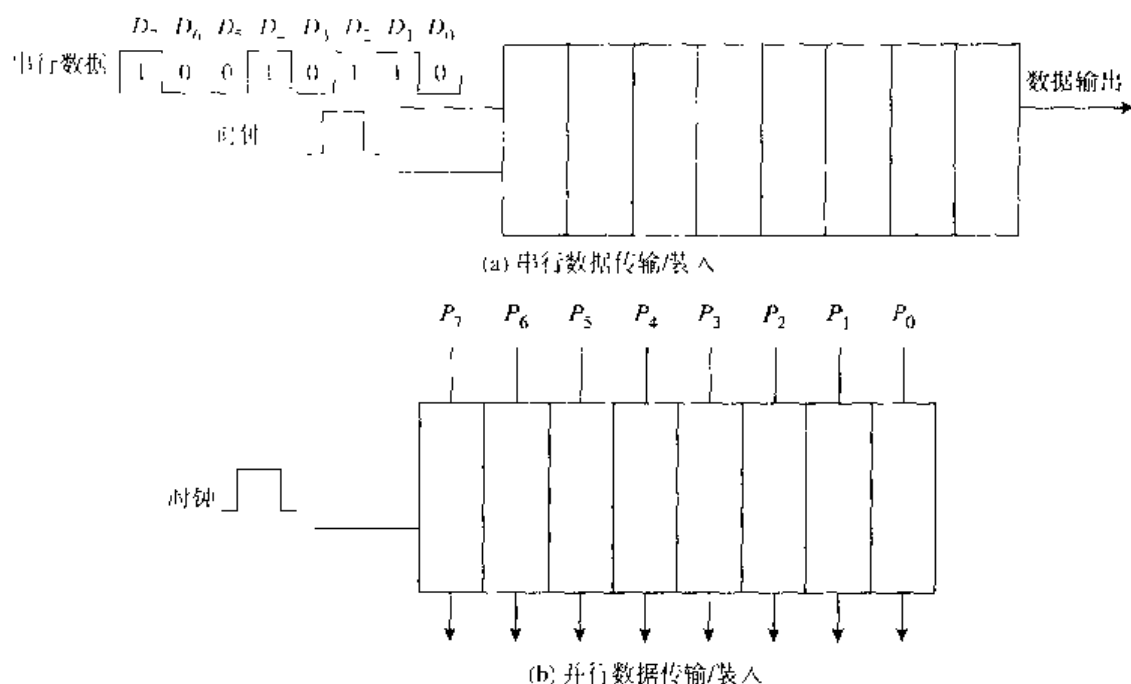 D7 D6 D5 D4 D3 D2 D1 D0
串行数据 1 0 0 1 0 1 1 0
数据输出
时钟
(a) 串行数据传输/装入
P7 P6 P5 P4 P3 P2 P1 P0
时钟
(b) 并行数据传输/装入